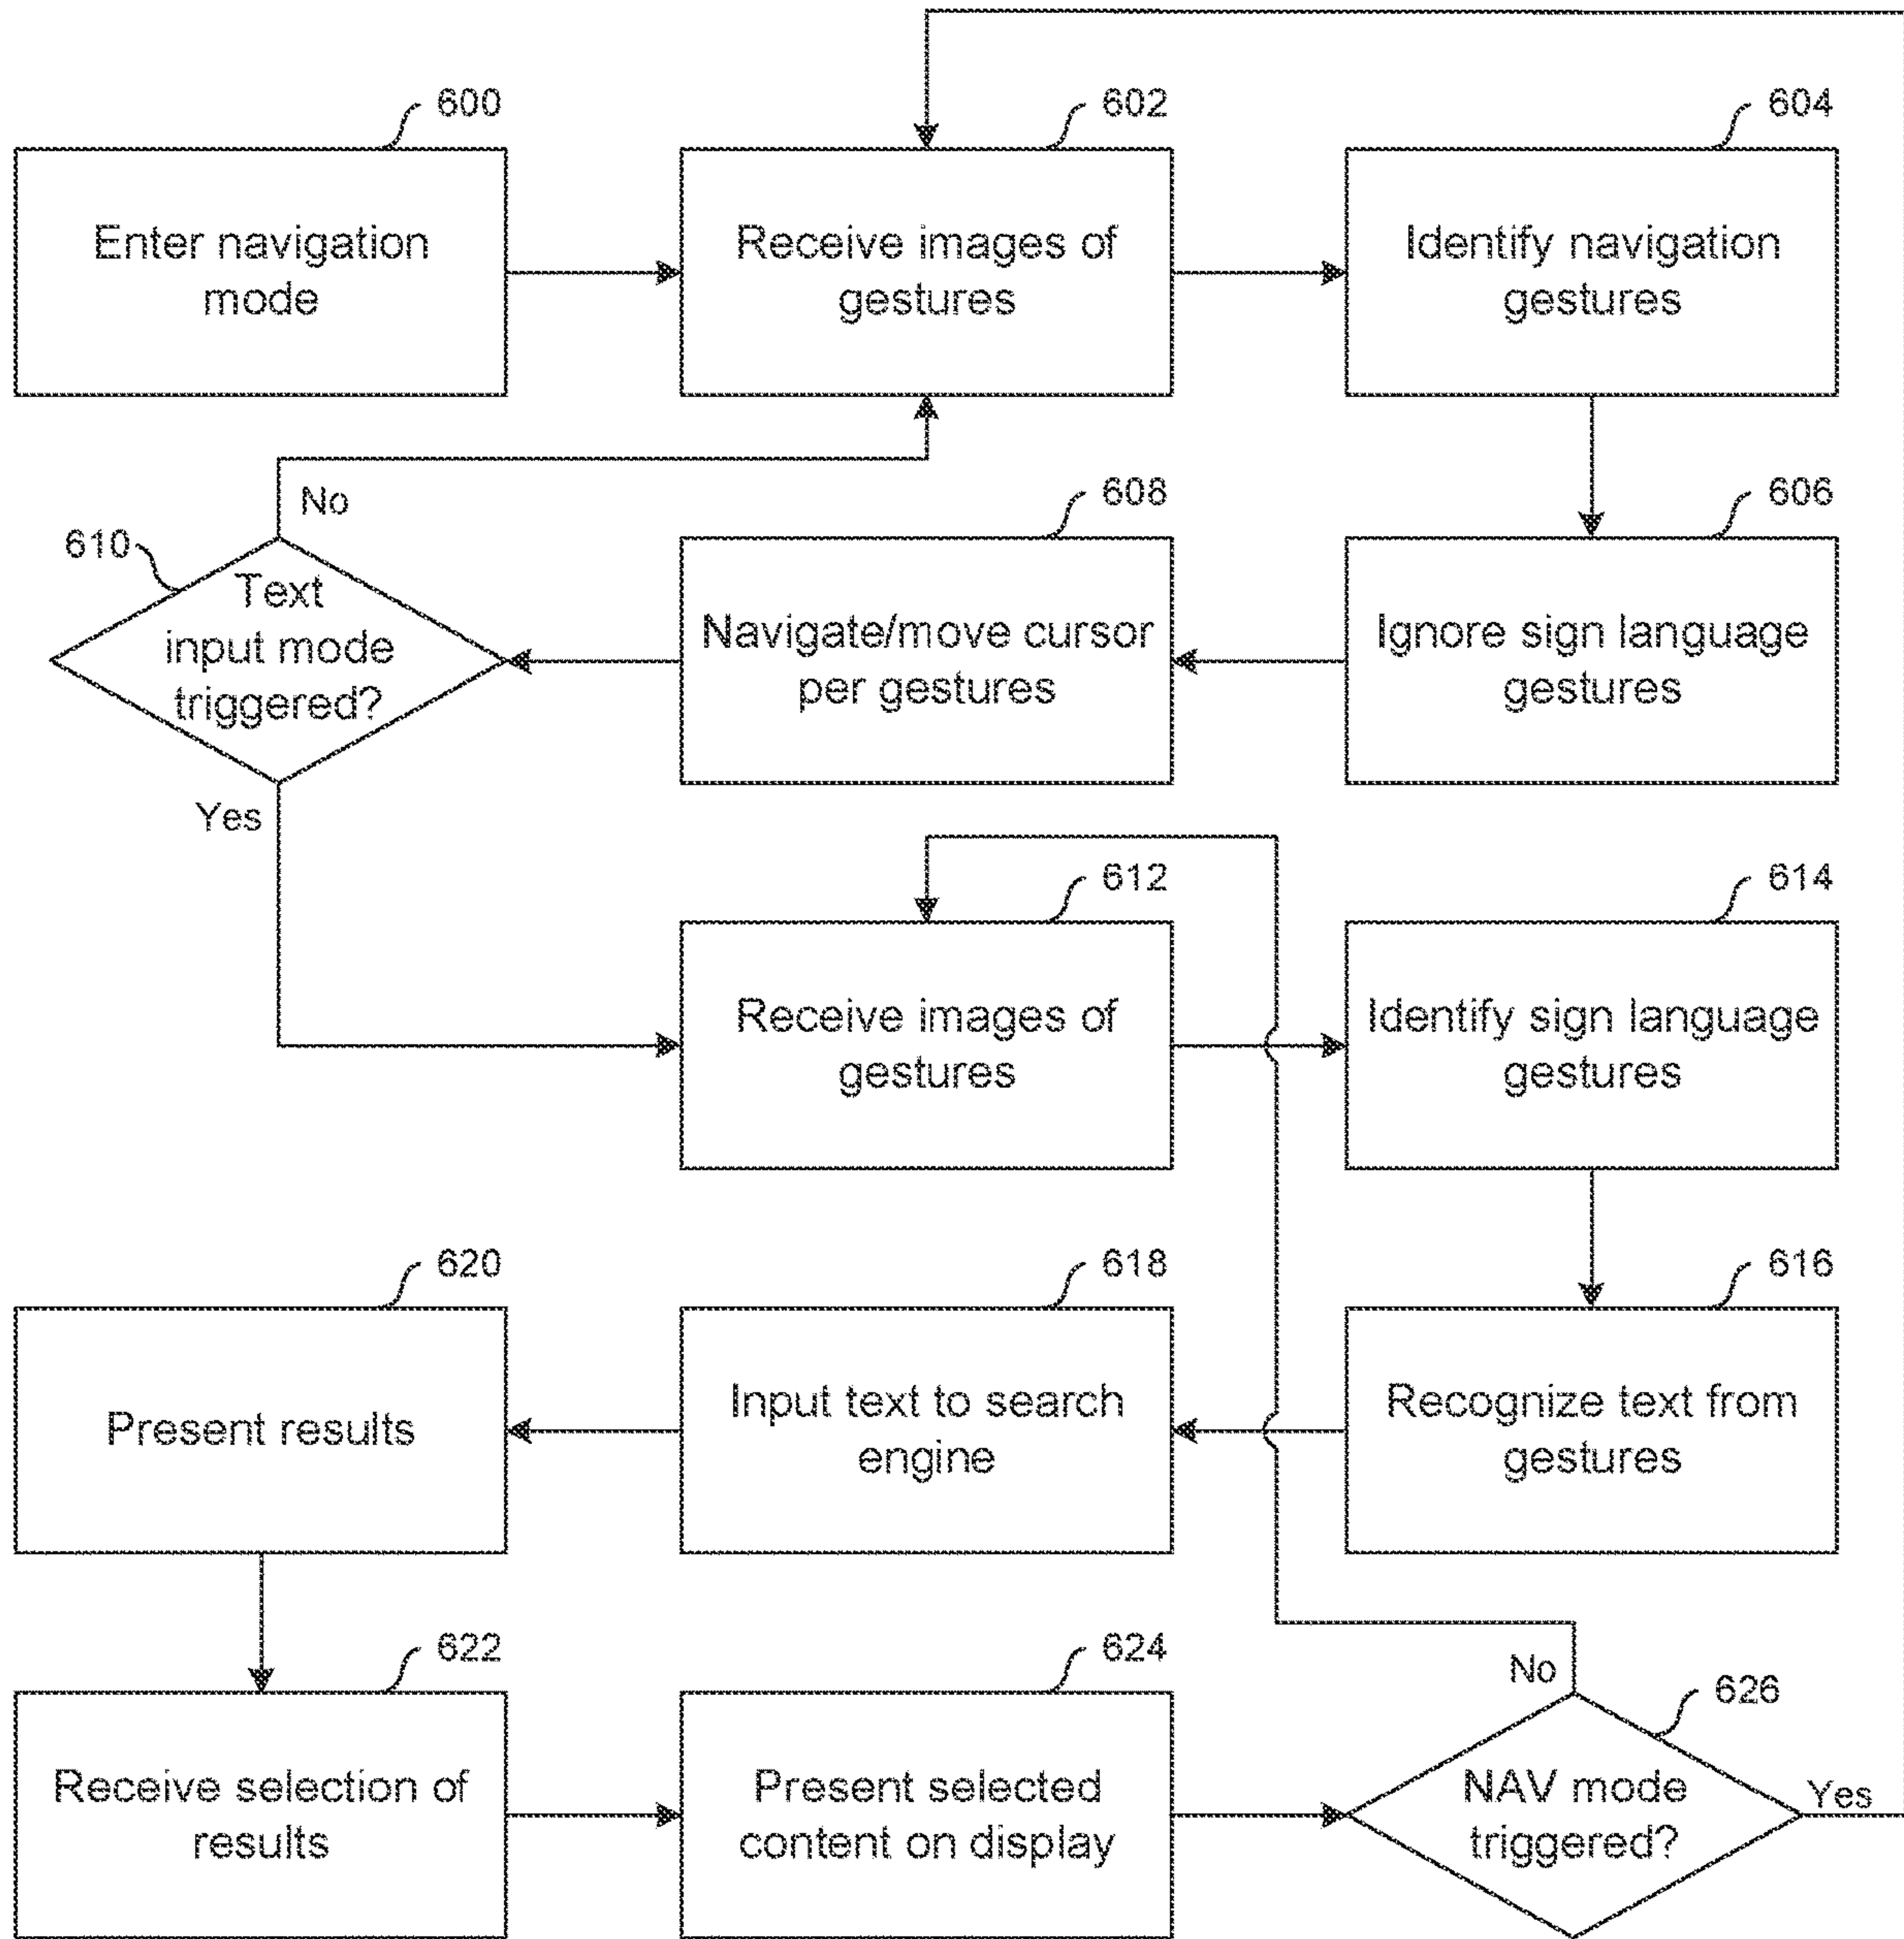 600
Enter navigation
mode
602
Receive images of
gestures
604
Identify navigation
gestures
No
610
Text
input mode
triggered?
Yes
608
Navigate/move cursor
per gestures
606
Ignore sign language
gestures
612
Receive images of
gestures
614
Identify sign language
gestures
620
Present results
618
Input text to search
engine
616
Recognize text from
gestures
622
Receive selection of
results
624
Present selected
content on display
No
626
NAV mode
triggered?
Yes